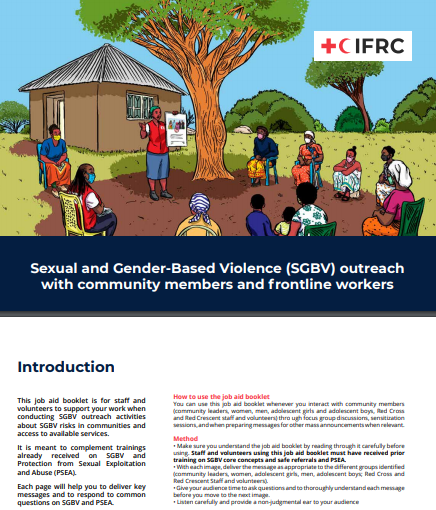 IFRC
Sexual and Gender-Based Violence (SGBV) outreach
with community members and frontline workers
Introduction
This job aid booklet is for staff and
volunteers to support your work when
conducting SGBV outreach activities
about SGBV risks in communities and
access to available services.
It is meant to complement trainings
already received on SGBV and
Protection from Sexual Exploitation
and Abuse (PSEA).
Each page will help you to deliver key
messages and to respond to common
questions on SGBV and PSEA.
How to use the job aid booklet
You can use this job aid booklet whenever you interact with community members
(community leaders, women, men, adolescent girls and adolescent boys, Red Cross
and Red Crescent staff and volunteers) through focus group discussions, sensitization
sessions, and when preparing messages for other mass announcements when relevant.
Method
• Make sure you understand the job aid booklet by reading through it carefully before
using. Staff and volunteers using this job aid booklet must have received prior
training on SGBV core concepts and safe referrals and PSEA.
• With each image, deliver the message as appropriate to the different groups identified
(community leaders, women, adolescent girls, men, adolescent boys; Red Cross and
Red Crescent Staff and volunteers).
• Give your audience time to ask questions and to thoroughly understand each message
before you move to the next image.
• Listen carefully and provide a non-judgmental ear to your audience